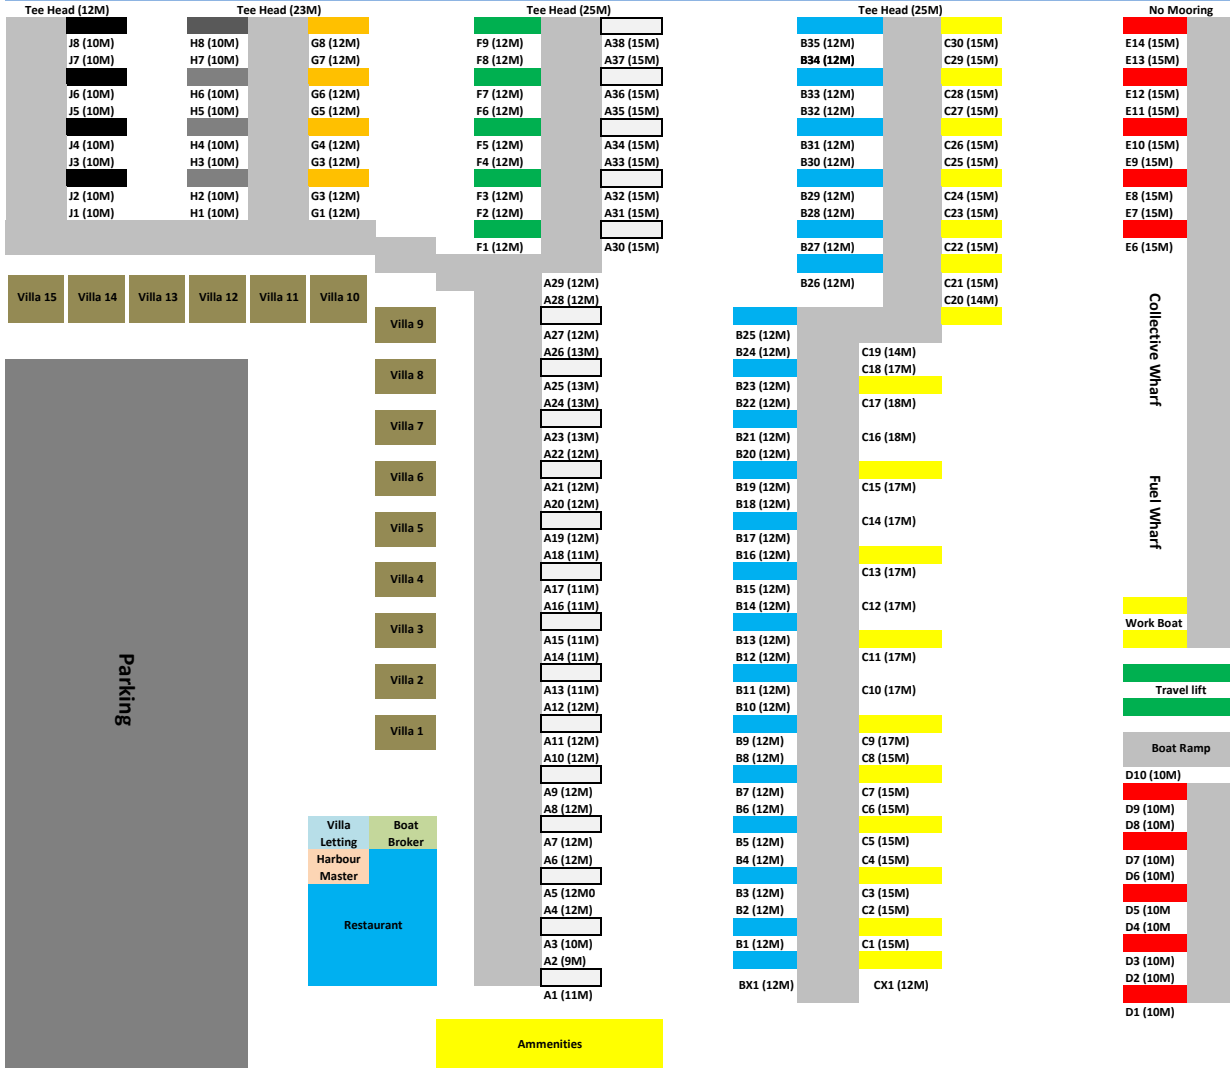 Tee Head (12M)
Tee Head (23M)
Tee Head (25M)
Tee Head (25M)
No Mooring
J8 (10M)
J7 (10M)
J6 (10M)
J5 (10M)
J4 (10M)
J3 (10M)
J2 (10M)
J1 (10M)
H8 (10M)
H7 (10M)
H6 (10M)
H5 (10M)
H4 (10M)
H3 (10M)
H2 (10M)
H1 (10M)
G8 (12M)
G7 (12M)
G6 (12M)
G5 (12M)
G4 (12M)
G3 (12M)
G3 (12M)
G1 (12M)
F9 (12M)
F8 (12M)
F7 (12M)
F6 (12M)
F5 (12M)
F4 (12M)
F3 (12M)
F2 (12M)
F1 (12M)
A38 (15M)
A37 (15M)
A36 (15M)
A35 (15M)
A34 (15M)
A33 (15M)
A32 (15M)
A31 (15M)
A30 (15M)
B35 (12M)
B34 (12M)
B33 (12M)
B32 (12M)
B31 (12M)
B30 (12M)
B29 (12M)
B28 (12M)
B27 (12M)
B26 (12M)
C30 (15M)
C29 (15M)
C28 (15M)
C27 (15M)
C26 (15M)
C25 (15M)
C24 (15M)
C23 (15M)
C22 (15M)
C21 (15M)
C20 (14M)
E14 (15M)
E13 (15M)
E12 (15M)
E11 (15M)
E10 (15M)
E9 (15M)
E8 (15M)
E7 (15M)
E6 (15M)
Villa 15
Villa 14
Villa 13
Villa 12
Villa 11
Villa 10
Villa 9
Villa 8
Villa 7
Villa 6
Villa 5
Villa 4
Villa 3
Villa 2
Villa 1
Parking
Villa
Letting
Boat
Broker
Harbour
Master
Restaurant
A29 (12M)
A28 (12M)
A27 (12M)
A26 (13M)
A25 (13M)
A24 (13M)
A23 (13M)
A22 (12M)
A21 (12M)
A20 (12M)
A19 (12M)
A18 (11M)
A17 (11M)
A16 (11M)
A15 (11M)
A14 (11M)
A13 (11M)
A12 (11M)
A11 (12M)
A10 (12M)
A9 (12M)
A8 (12M)
A7 (12M)
A6 (12M)
A5 (12M0
A4 (12M)
A3 (10M)
A2 (9M)
A1 (11M)
Ammenities
B25 (12M)
B24 (12M)
B23 (12M)
B22 (12M)
B21 (12M)
B20 (12M)
B19 (12M)
B18 (12M)
B17 (12M)
B16 (12M)
B15 (12M)
B14 (12M)
B13 (12M)
B12 (12M)
B11 (12M)
B10 (12M)
B9 (12M)
B8 (12M)
B7 (12M)
B6 (12M)
B5 (12M)
B4 (12M)
B3 (12M)
B2 (12M)
B1 (12M)
BX1 (12M)
C19 (14M)
C18 (17M)
C17 (18M)
C16 (18M)
C15 (17M)
C14 (17M)
C13 (17M)
C12 (17M)
C11 (17M)
C10 (17M)
C9 (17M)
C8 (15M)
C7 (15M)
C6 (15M)
C5 (15M)
C4 (15M)
C3 (15M)
C2 (15M)
C1 (15M)
CX1 (12M)
Collective Wharf
Fuel Wharf
Work Boat
Travel lift
Boat Ramp
D10 (10M)
D9 (10M)
D8 (10M)
D7 (10M)
D6 (10M)
D5 (10M
D4 (10M
D3 (10M)
D2 (10M)
D1 (10M)